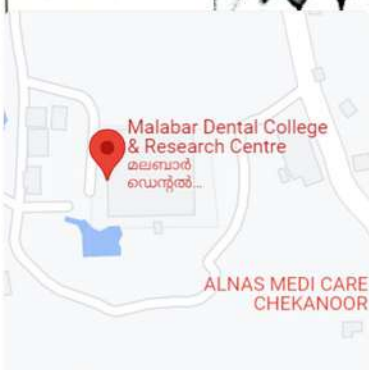 Malabar Dental College
& Research Centre
മലബാർ
ഡെന്റൽ...
ALNAS MEDI CARE
CHEKANOOR